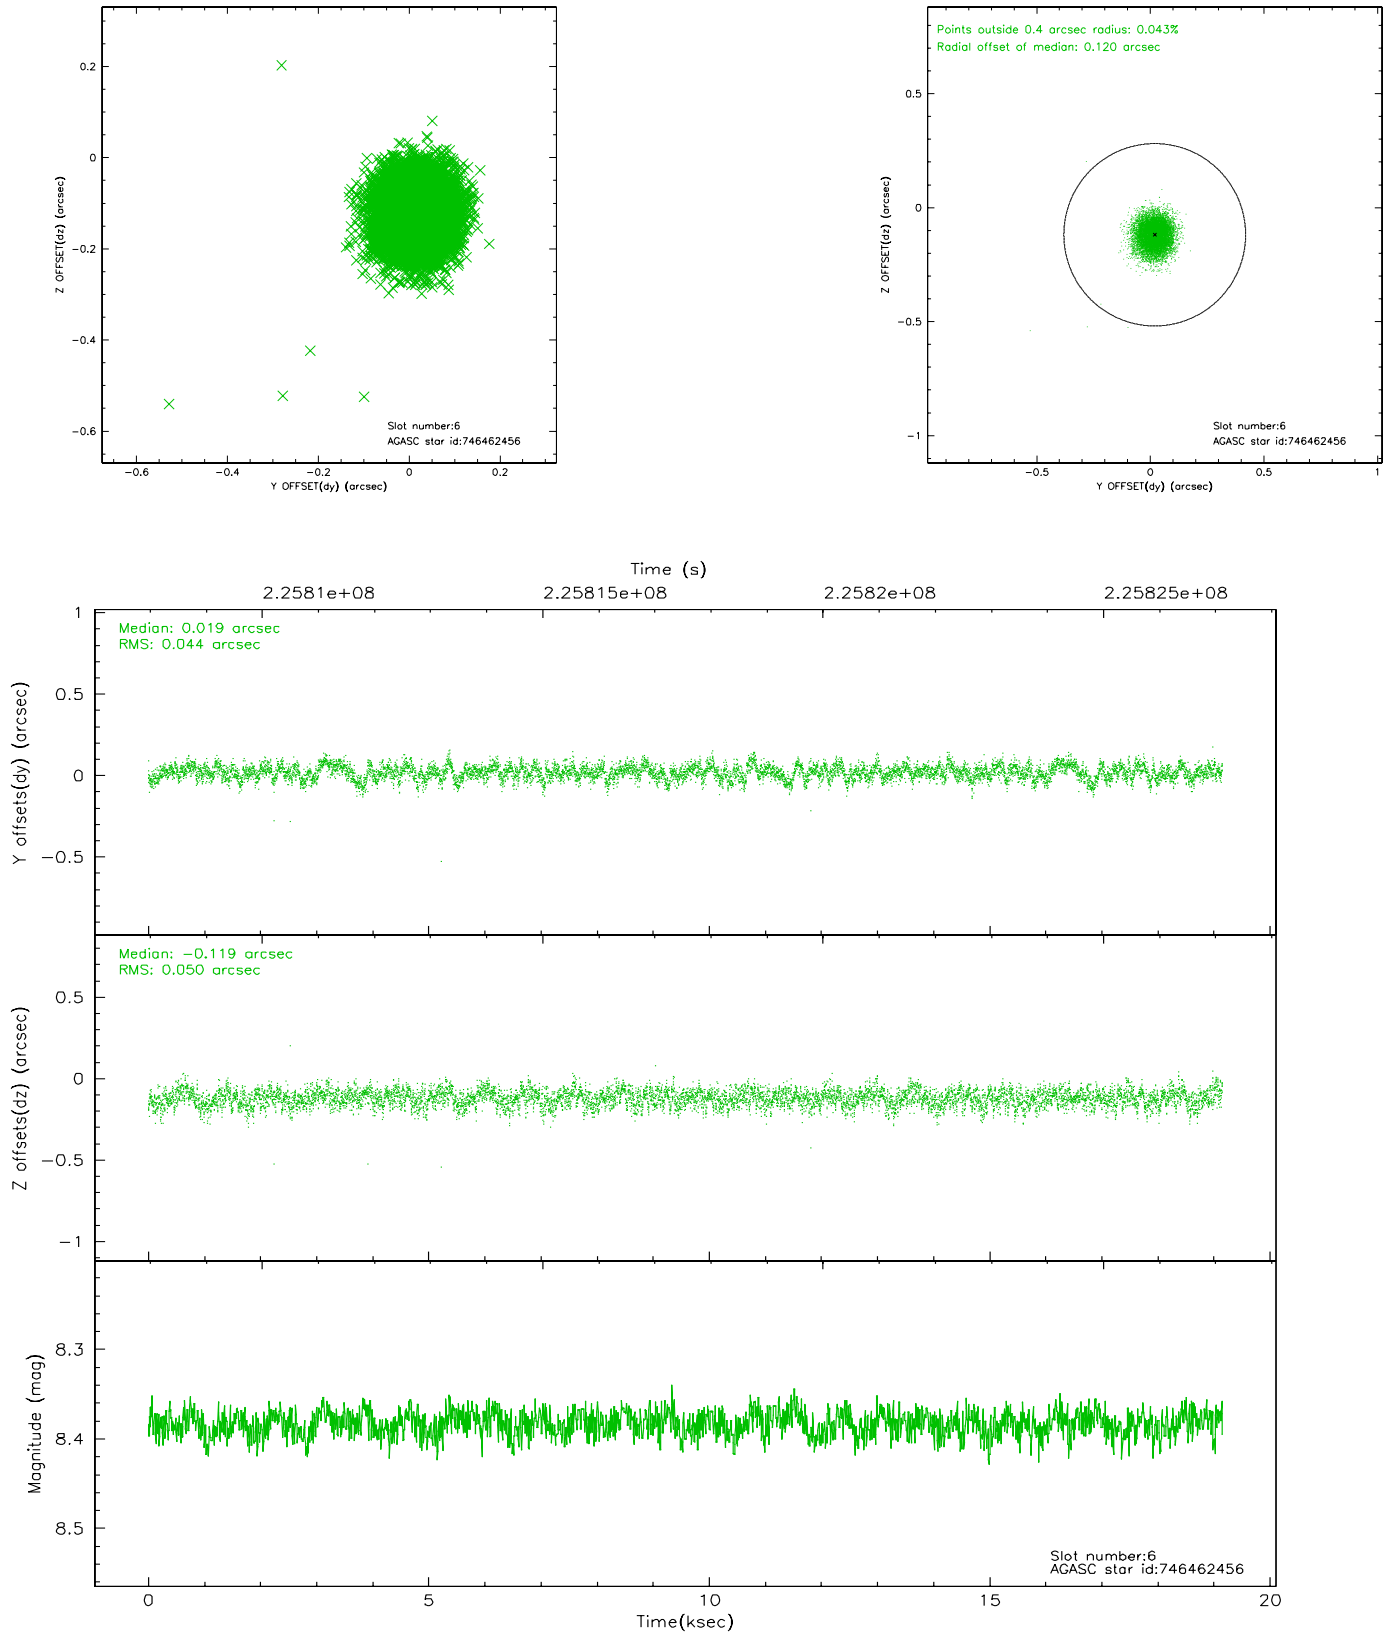 0.2
0
−0.2
−0.4
−0.6
Z OFFSET(dz) (arcsec)
Slot number:6
AGASC star id:746462456
−0.6
−0.4
−0.2
0
0.2
Y OFFSET(dy) (arcsec)
Points outside 0.4 arcsec radius: 0.043%
Radial offset of median: 0.120 arcsec
0.5
0
−0.5
−1
Z OFFSET(dz) (arcsec)
Slot number:6
AGASC star id:746462456
−0.5
0
0.5
1
Y OFFSET(dy) (arcsec)
Time (s)
2.2581e+08
2.25815e+08
2.2582e+08
2.25825e+08
Median: 0.019 arcsec
RMS: 0.044 arcsec
1
0.5
0
−0.5
Y offsets(dy) (arcsec)
Median: −0.119 arcsec
RMS: 0.050 arcsec
0.5
0
−0.5
−1
Z offsets(dz) (arcsec)
8.3
8.4
8.5
Magnitude (mag)
Slot number:6
AGASC star id:746462456
0
5
10
15
20
Time(ksec)